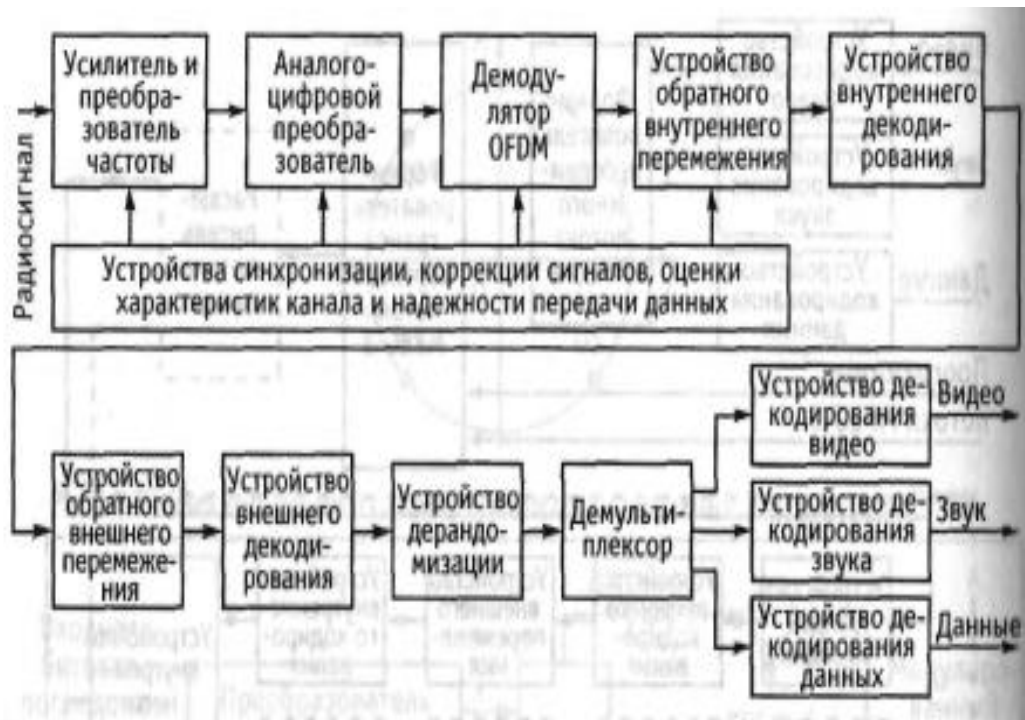 Усилитель и
преобра-
зователь
частоты
Аналого-
цифровой
преобра-
зователь
Демоду-
лятор
OFDM
Устройство
обратного
внутреннего
перемежения
Устройство
внутреннего
декоди-
рования
Радиосигнал
Устройства синхронизации, коррекции сигналов, оценки
характеристик канала и надежности передачи данных
Устройство
обратного
внешнего
перемеже-
ния
Устройство
внешнего
декоди-
рования
Устройство
дерандо-
мизации
Демульти-
плексор
Устройство де-
кодирования
видео
Видео
Устройство де-
кодирования
звука
Звук
Устройство де-
кодирования
данных
Данные